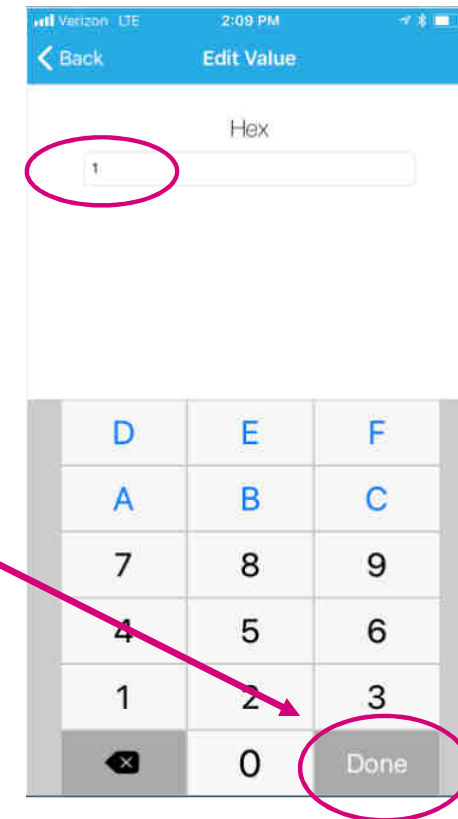 Verizon LTE 2:09 PM
Back Edit Value
Hex
1
D E F
A B C
7 8 9
4 5 6
1 2 3
0 Done